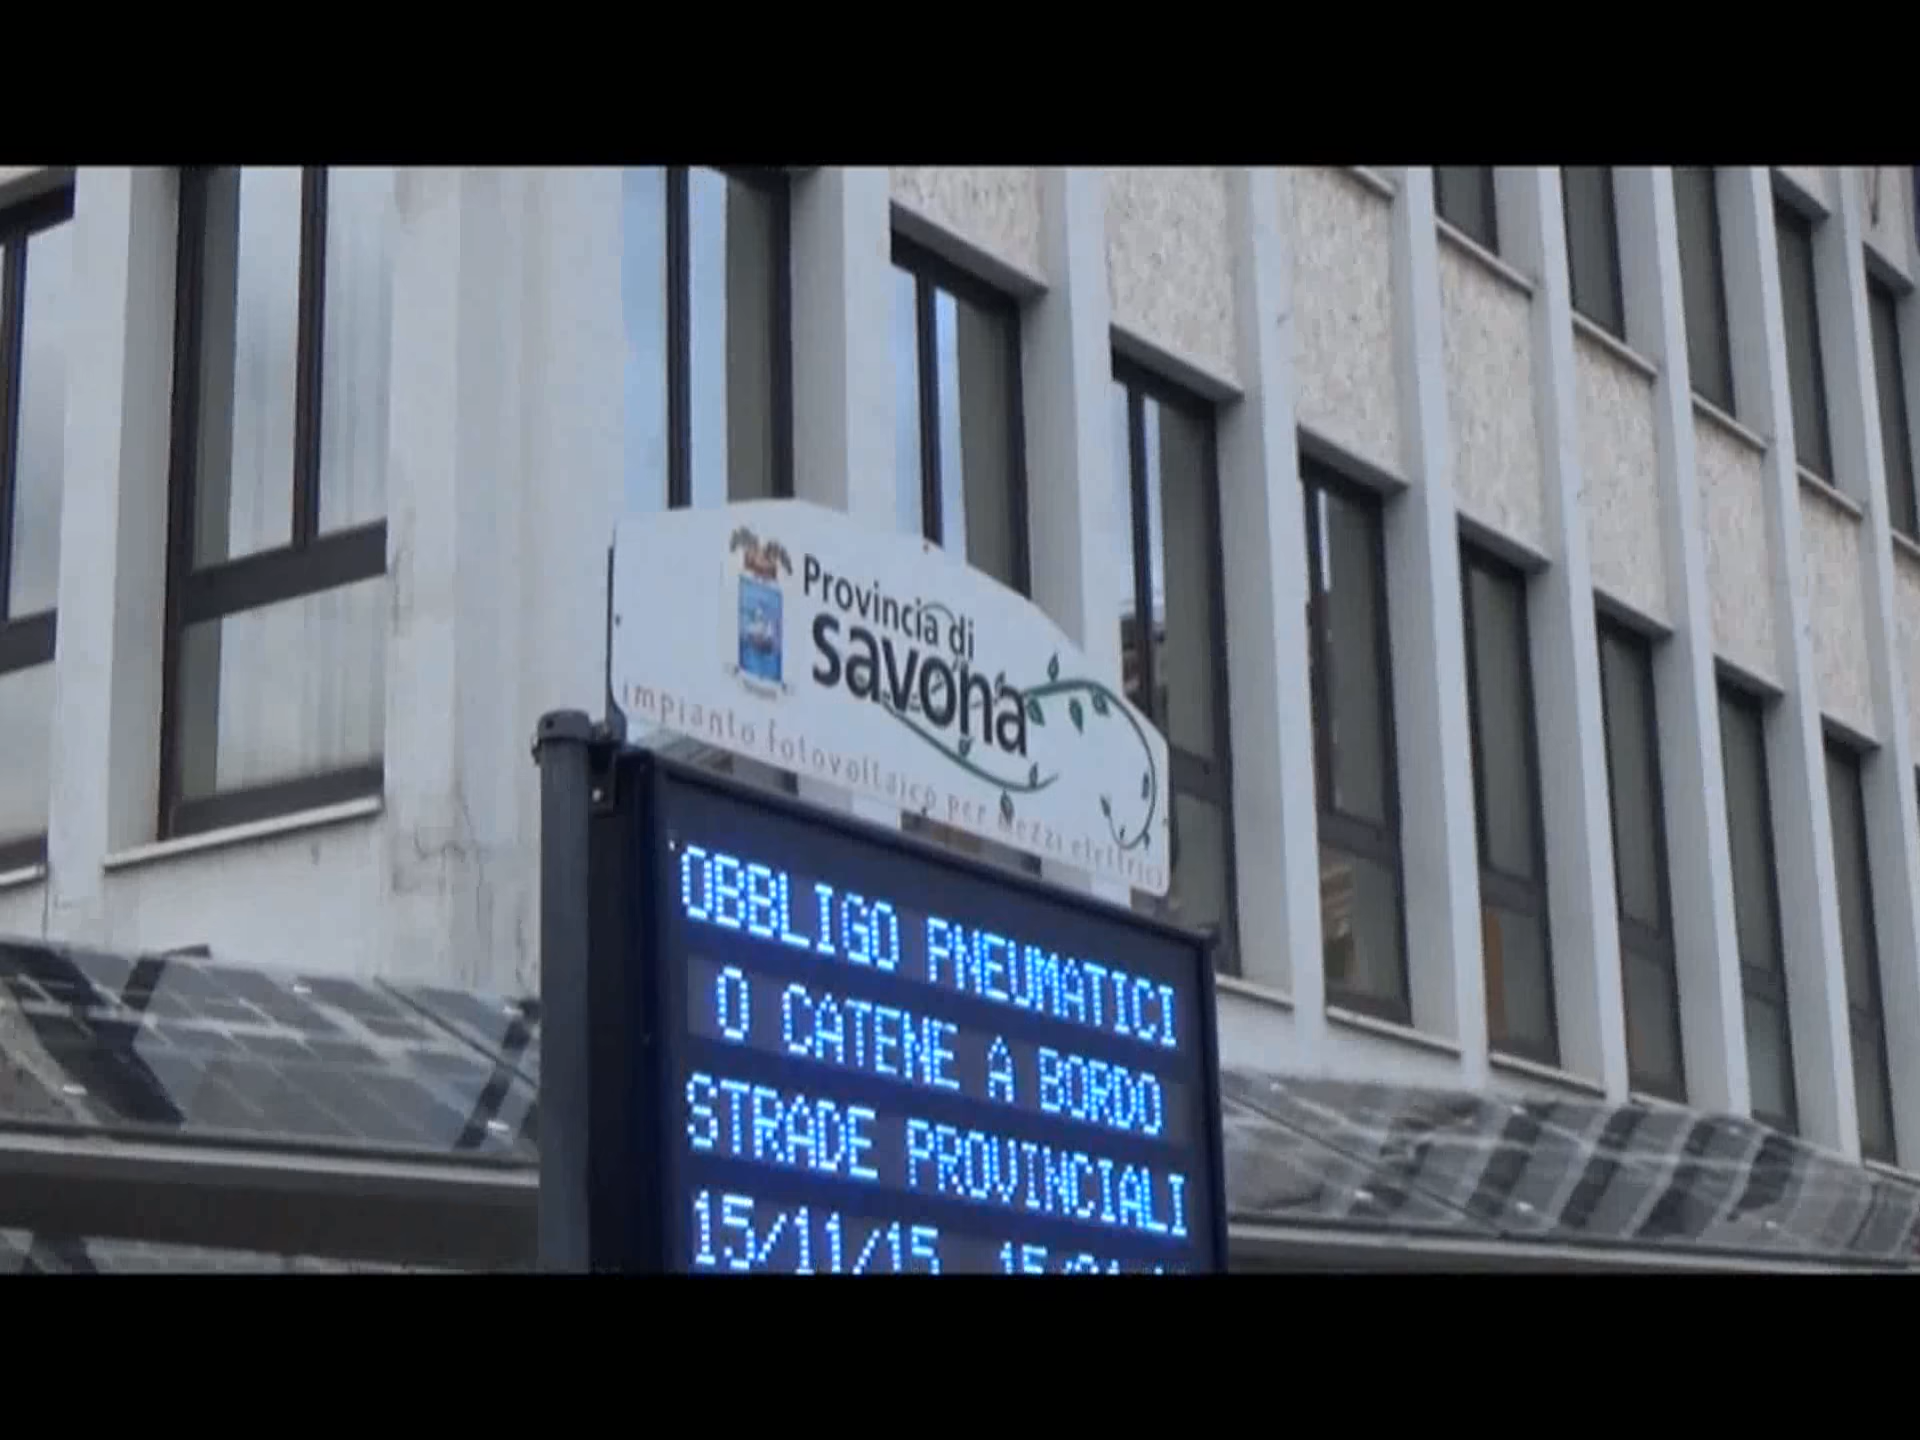 Provincia di
savona
impianto fotovoltaico per mezzi elettrici
OBBLIGO PNEUMATICI
O CATENE A BORDO
STRADE PROVINCIALI
15/11/15